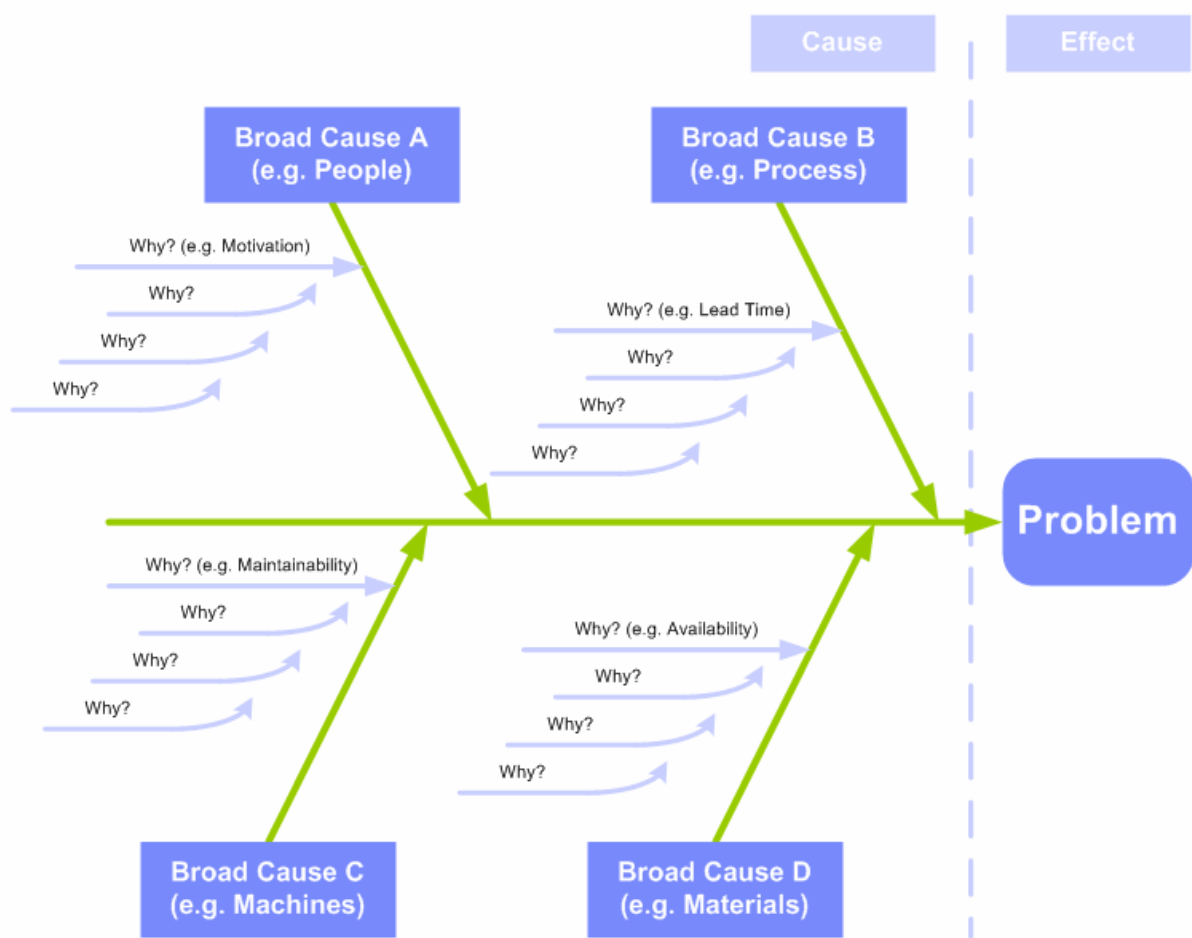 Cause
Effect
Broad Cause A
(e.g. People)
Broad Cause B
(e.g. Process)
Why? (e.g. Motivation)
Why?
Why?
Why?
Why? (e.g. Lead Time)
Why?
Why?
Why?
Problem
Why? (e.g. Maintainability)
Why?
Why?
Why?
Why? (e.g. Availability)
Why?
Why?
Why?
Broad Cause C
(e.g. Machines)
Broad Cause D
(e.g. Materials)